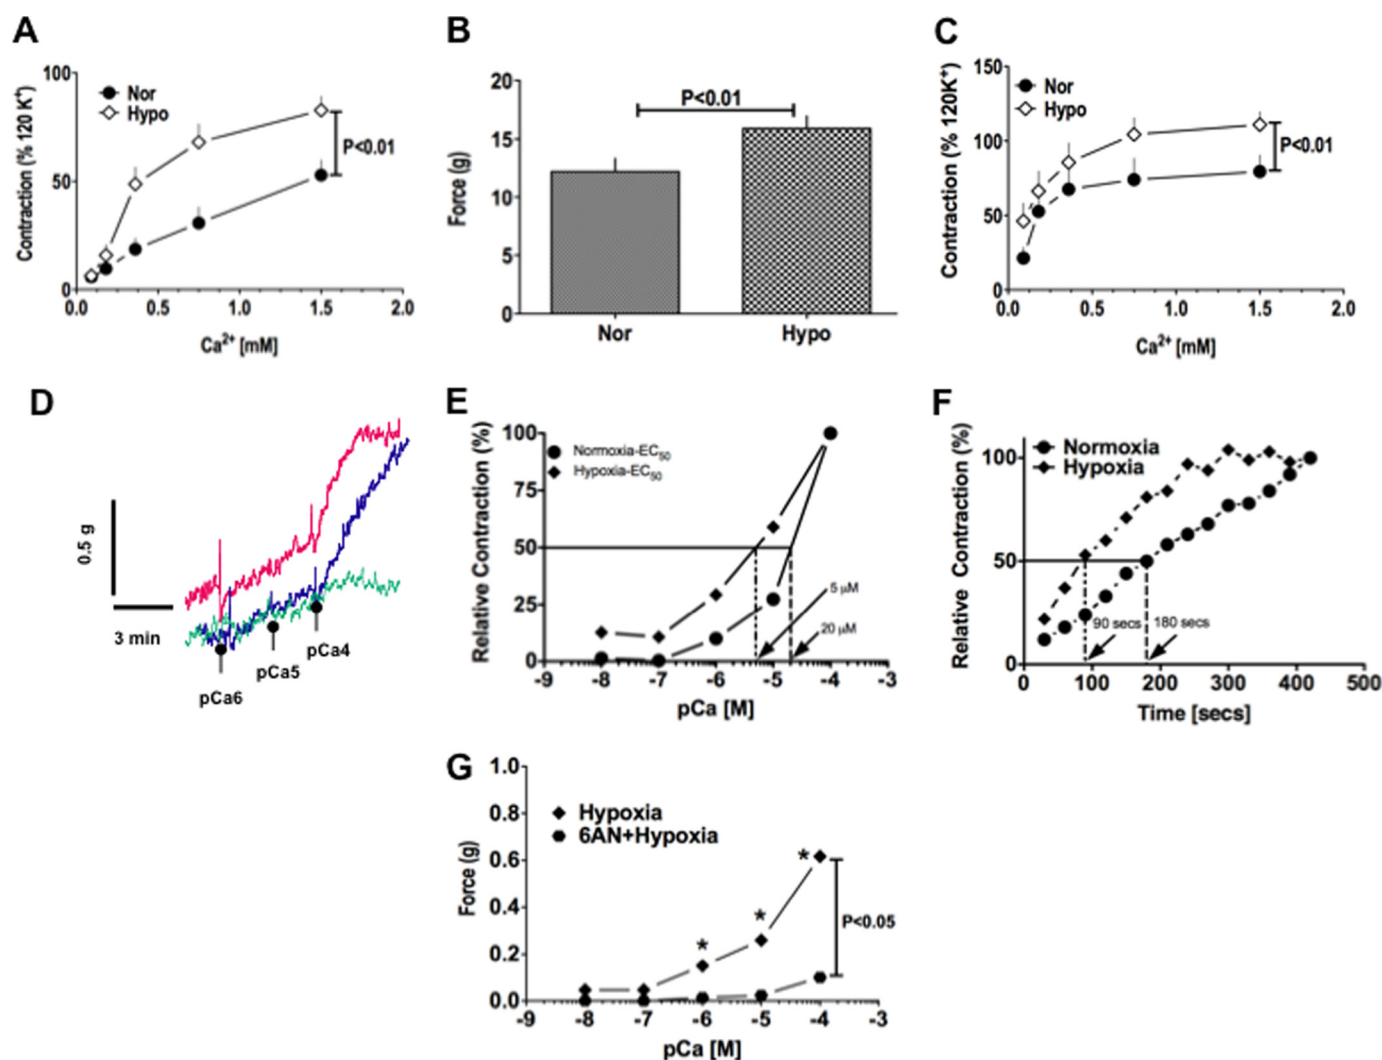 A
100
50
0
Contraction (% 120 K⁺)
Nor
Hypo
P<0.01
0.0 0.5 1.0 1.5 2.0
Ca²⁺ [mM]
B
20
15
10
5
0
Force (g)
P<0.01
Nor Hypo
C
150
100
50
0
Contraction (% 120K⁺)
Nor
Hypo
P<0.01
0.0 0.5 1.0 1.5 2.0
Ca²⁺ [mM]
D
0.5 g
3 min
pCa6
pCa5
pCa4
E
100
75
50
25
0
Relative Contraction (%)
Normoxia-EC₅₀
Hypoxia-EC₅₀
5 μM
20 μM
-9 -8 -7 -6 -5 -4 -3
pCa [M]
F
100
50
0
Relative Contraction (%)
Normoxia
Hypoxia
90 secs
180 secs
0 100 200 300 400 500
Time [secs]
G
1.0
0.8
0.6
0.4
0.2
0.0
Force (g)
Hypoxia
6AN+Hypoxia
*
*
*
P<0.05
-9 -8 -7 -6 -5 -4 -3
pCa [M]